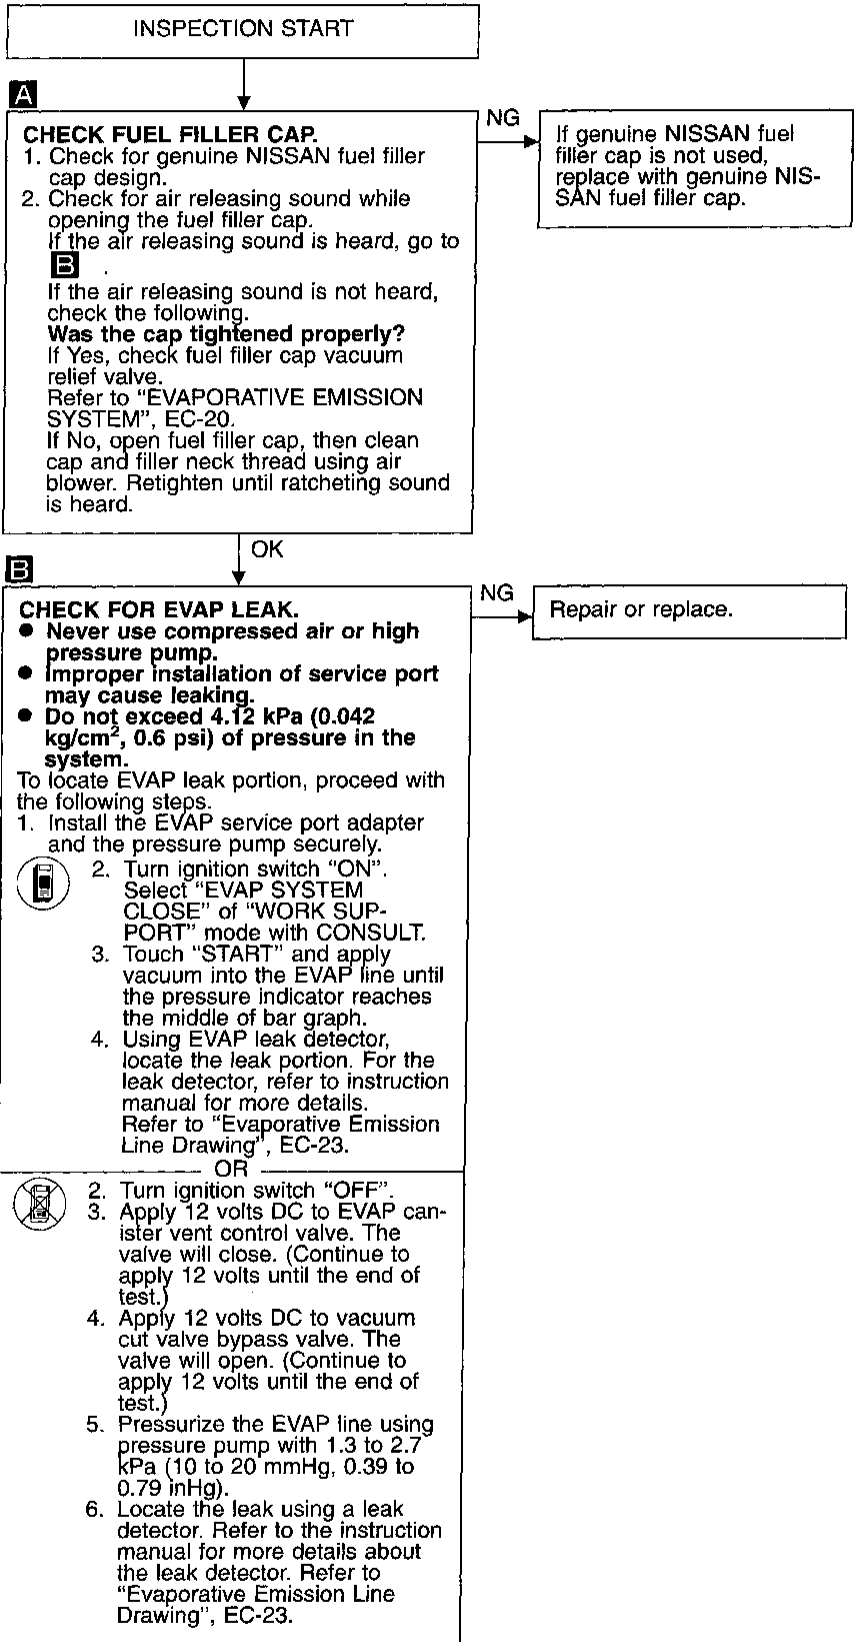 INSPECTION START
A
CHECK FUEL FILLER CAP.
1. Check for genuine NISSAN fuel filler
cap design.
2. Check for air releasing sound while
opening the fuel filler cap.
If the air releasing sound is heard, go to
B .
If the air releasing sound is not heard,
check the following.
Was the cap tightened properly?
If Yes, check fuel filler cap vacuum
relief valve.
Refer to "EVAPORATIVE EMISSION
SYSTEM", EC-20.
If No, open fuel filler cap, then clean
cap and filler neck thread using air
blower. Retighten until ratcheting sound
is heard.
NG
If genuine NISSAN fuel
filler cap is not used,
replace with genuine NIS-
SAN fuel filler cap.
OK
B
CHECK FOR EVAP LEAK.
● Never use compressed air or high
pressure pump.
● Improper installation of service port
may cause leaking.
● Do not exceed 4.12 kPa (0.042
kg/cm², 0.6 psi) of pressure in the
system.
To locate EVAP leak portion, proceed with
the following steps.
1. Install the EVAP service port adapter
and the pressure pump securely.
2. Turn ignition switch "ON".
Select "EVAP SYSTEM
CLOSE" of "WORK SUP-
PORT" mode with CONSULT.
3. Touch "START" and apply
vacuum into the EVAP line until
the pressure indicator reaches
the middle of bar graph.
4. Using EVAP leak detector,
locate the leak portion. For the
leak detector, refer to instruction
manual for more details.
Refer to "Evaporative Emission
Line Drawing", EC-23.
OR
2. Turn ignition switch "OFF".
3. Apply 12 volts DC to EVAP can-
ister vent control valve. The
valve will close. (Continue to
apply 12 volts until the end of
test.)
4. Apply 12 volts DC to vacuum
cut valve bypass valve. The
valve will open. (Continue to
apply 12 volts until the end of
test.)
5. Pressurize the EVAP line using
pressure pump with 1.3 to 2.7
kPa (10 to 20 mmHg, 0.39 to
0.79 inHg).
6. Locate the leak using a leak
detector. Refer to the instruction
manual for more details about
the leak detector. Refer to
"Evaporative Emission Line
Drawing", EC-23.
NG
Repair or replace.